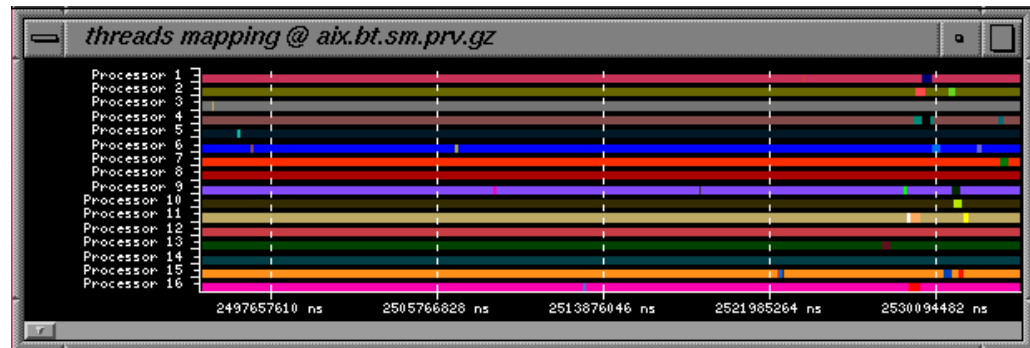 threads mapping @ aix.bt.sm.prv.gz
Processor 1
Processor 2
Processor 3
Processor 4
Processor 5
Processor 6
Processor 7
Processor 8
Processor 9
Processor 10
Processor 11
Processor 12
Processor 13
Processor 14
Processor 15
Processor 16
2497657610 ns 2505766828 ns 2513876046 ns 2521985264 ns 2530094482 ns